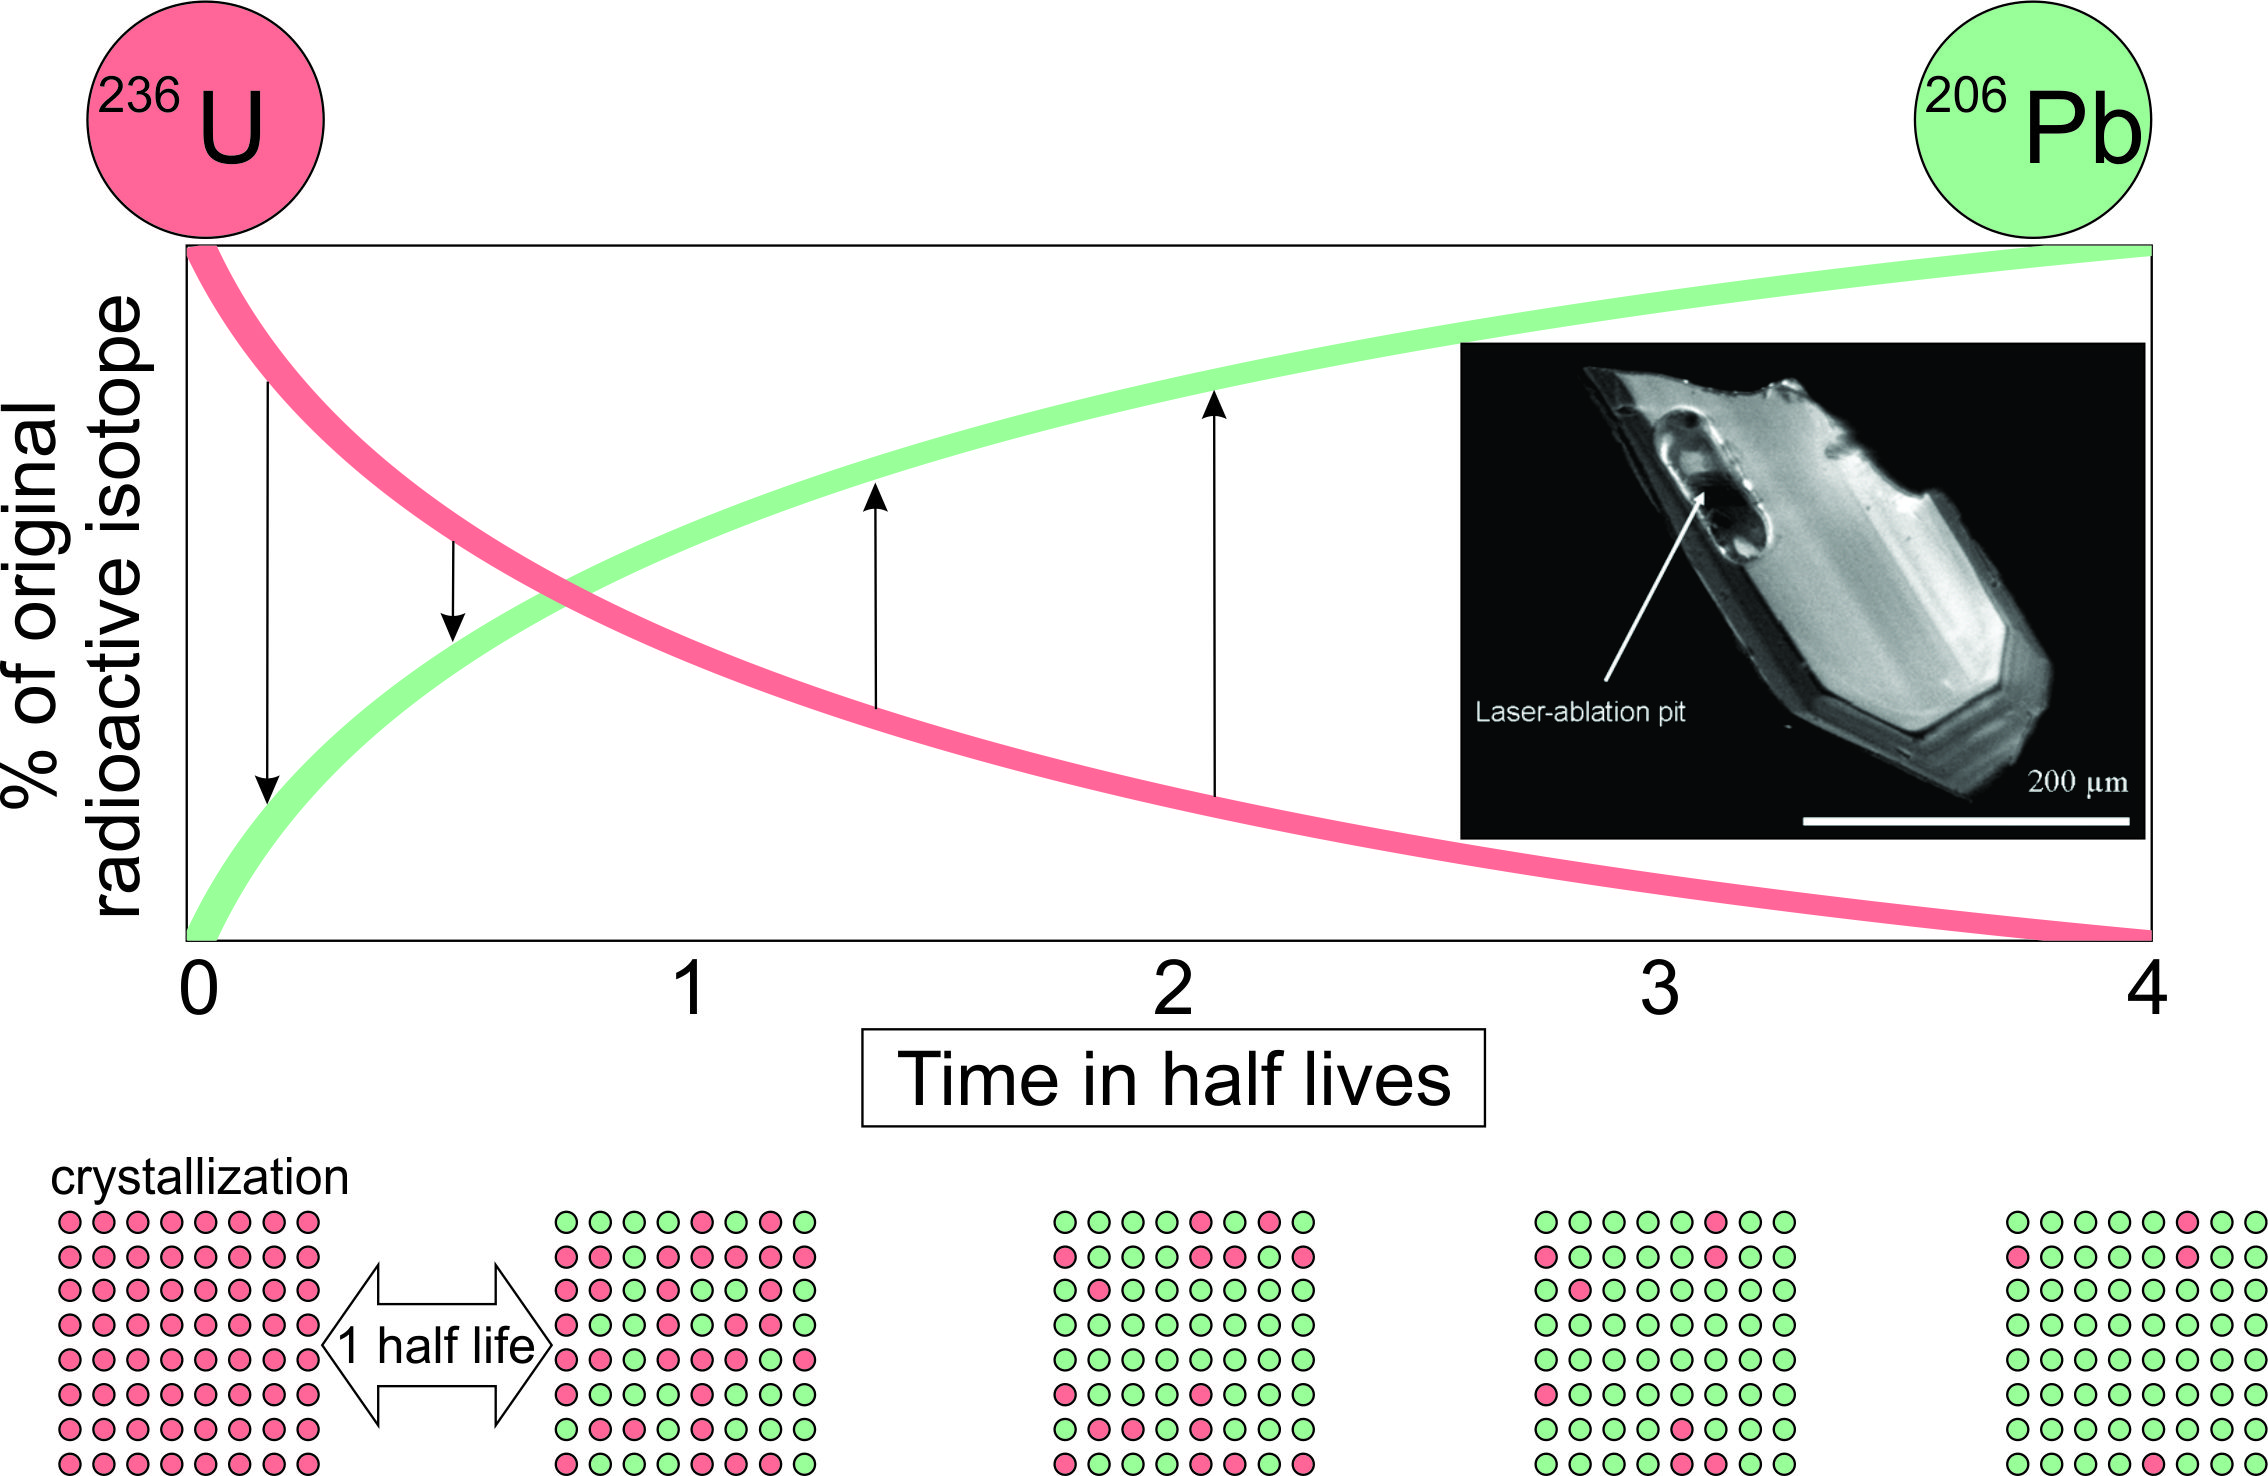 236 U
206 Pb
% of original
radioactive isotope
Laser-ablation pit
200 µm
0 1 2 3 4
Time in half lives
crystallization
1 half life